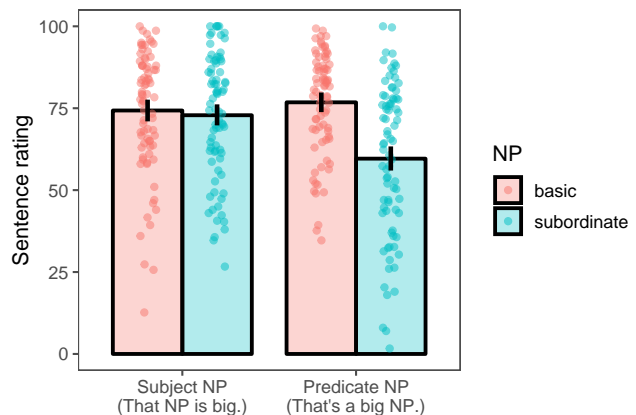 Sentence rating
100
75
50
25
0
Subject NP
(That NP is big.)
Predicate NP
(That's a big NP.)
NP
basic
subordinate